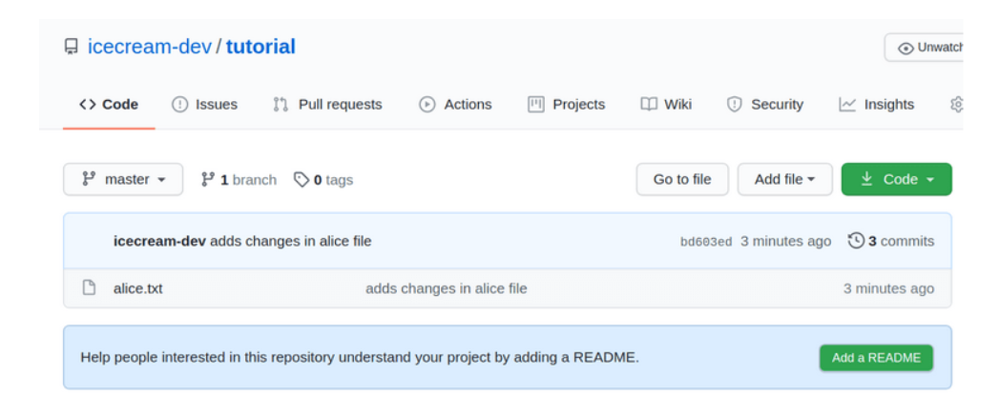 icecream-dev / tutorial
Unwatch
<> Code Issues Pull requests Actions Projects Wiki Security Insights
master 1 branch 0 tags Go to file Add file Code
icecream-dev adds changes in alice file bd603ed 3 minutes ago 3 commits
alice.txt adds changes in alice file 3 minutes ago
Help people interested in this repository understand your project by adding a README. Add a README